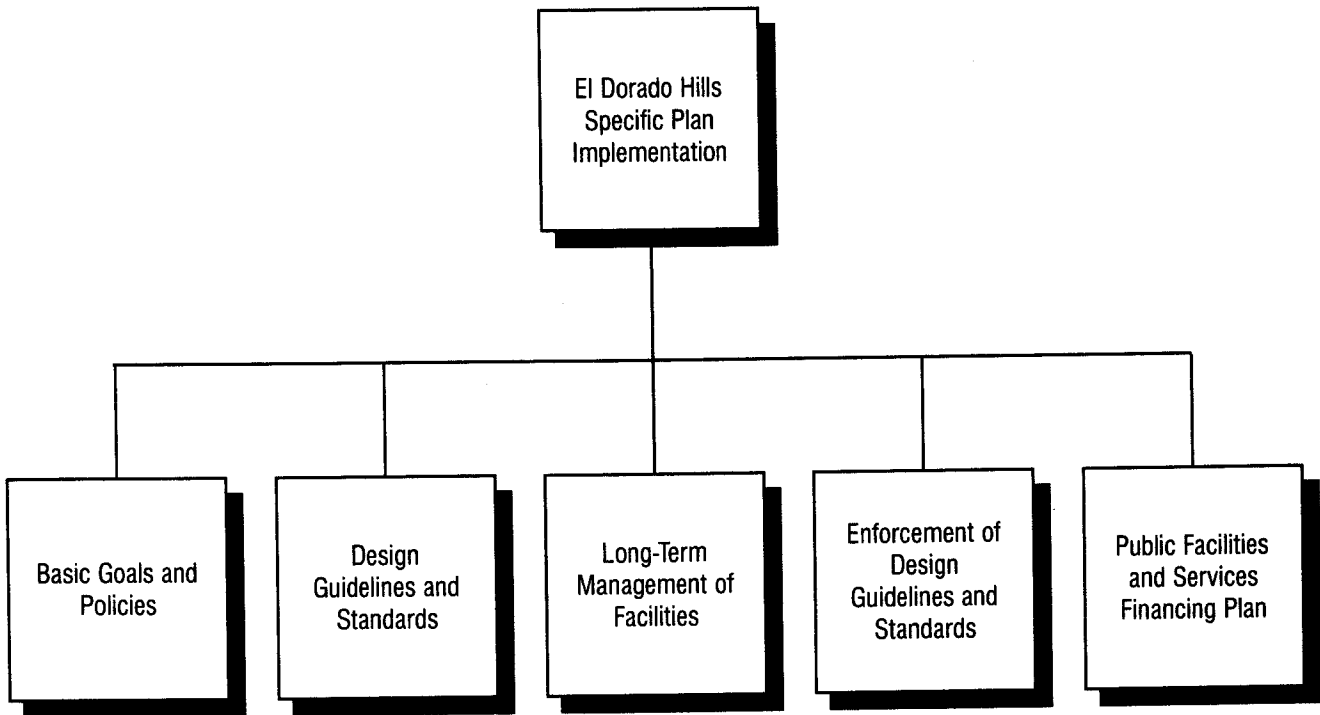 El Dorado Hills
Specific Plan
Implementation
Basic Goals and
Policies
Design
Guidelines and
Standards
Long-Term
Management of
Facilities
Enforcement of
Design
Guidelines and
Standards
Public Facilities
and Services
Financing Plan